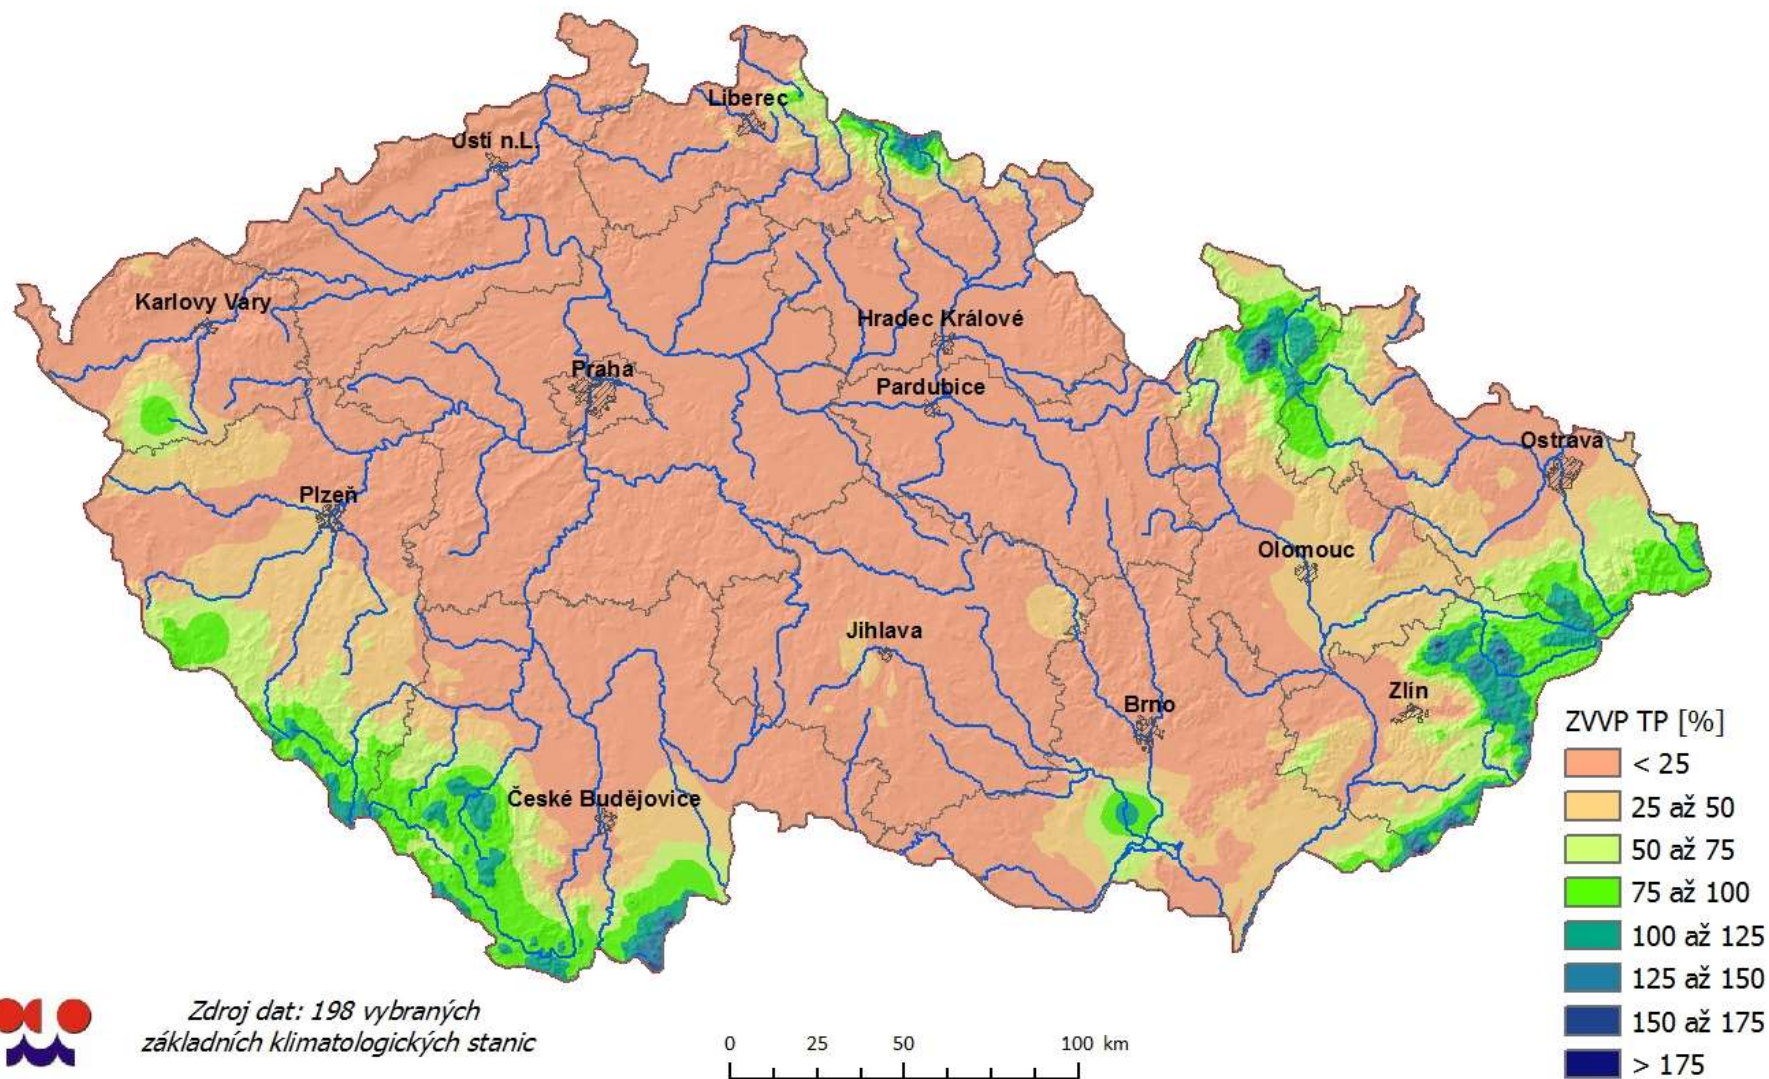 Liberec
Ústí n.L.
Karlovy Vary
Hradec Králové
Praha
Pardubice
Ostrava
Plzeň
Olomouc
Jihlava
Zlín
Brno
České Budějovice
ZVVP TP [%]
< 25
25 až 50
50 až 75
75 až 100
100 až 125
125 až 150
150 až 175
> 175
Zdroj dat: 198 vybraných
základních klimatologických stanic
0 25 50 100 km